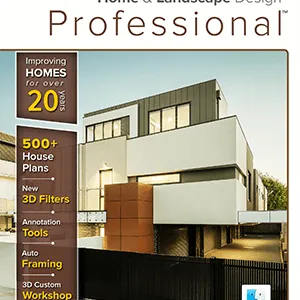 Home & Landscape Design
Professional™
Improving
HOMES
for over
20 years
500+
House
Plans
New
3D Filters
Annotation
Tools
Auto
Framing
3D Custom
Workshop